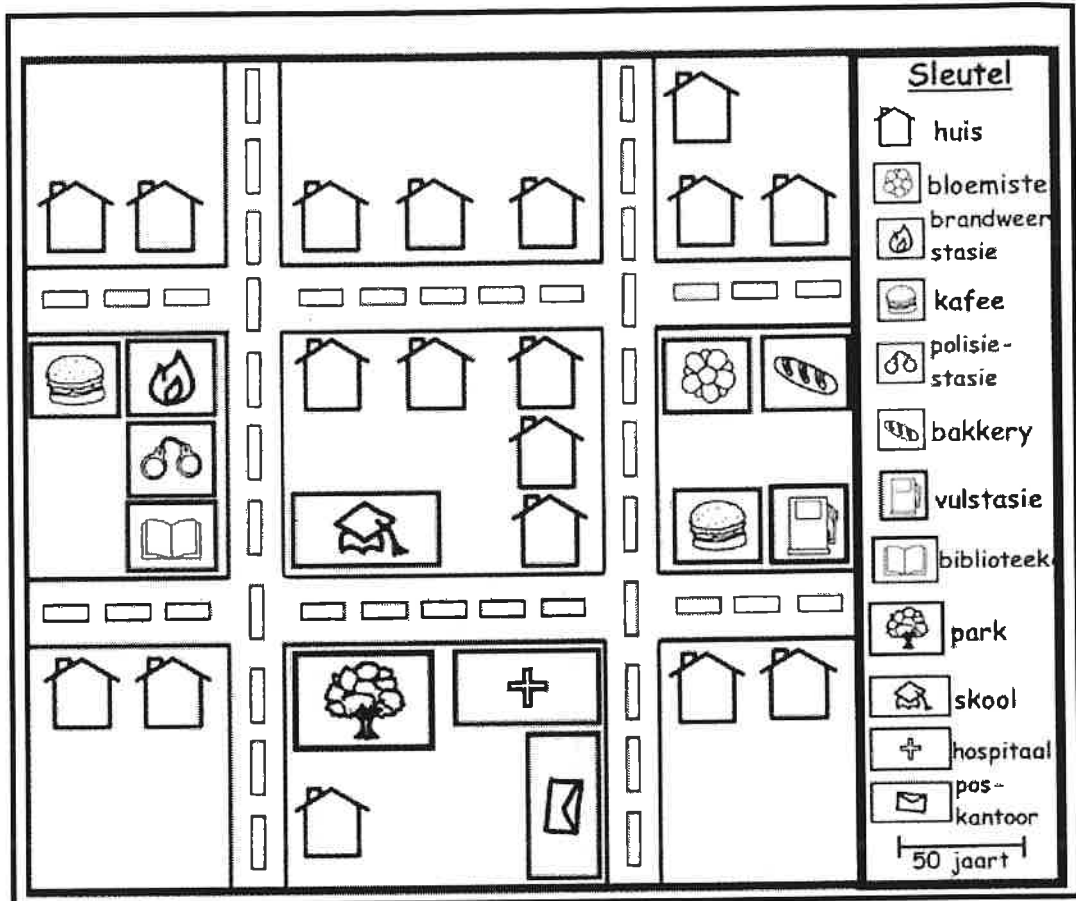 Sleutel
huis
bloemiste
brandweer
stasie
kafee
polisie-
stasie
bakkery
vulstasie
biblioteek
park
skool
hospitaal
pos-
kantoor
50 jaart